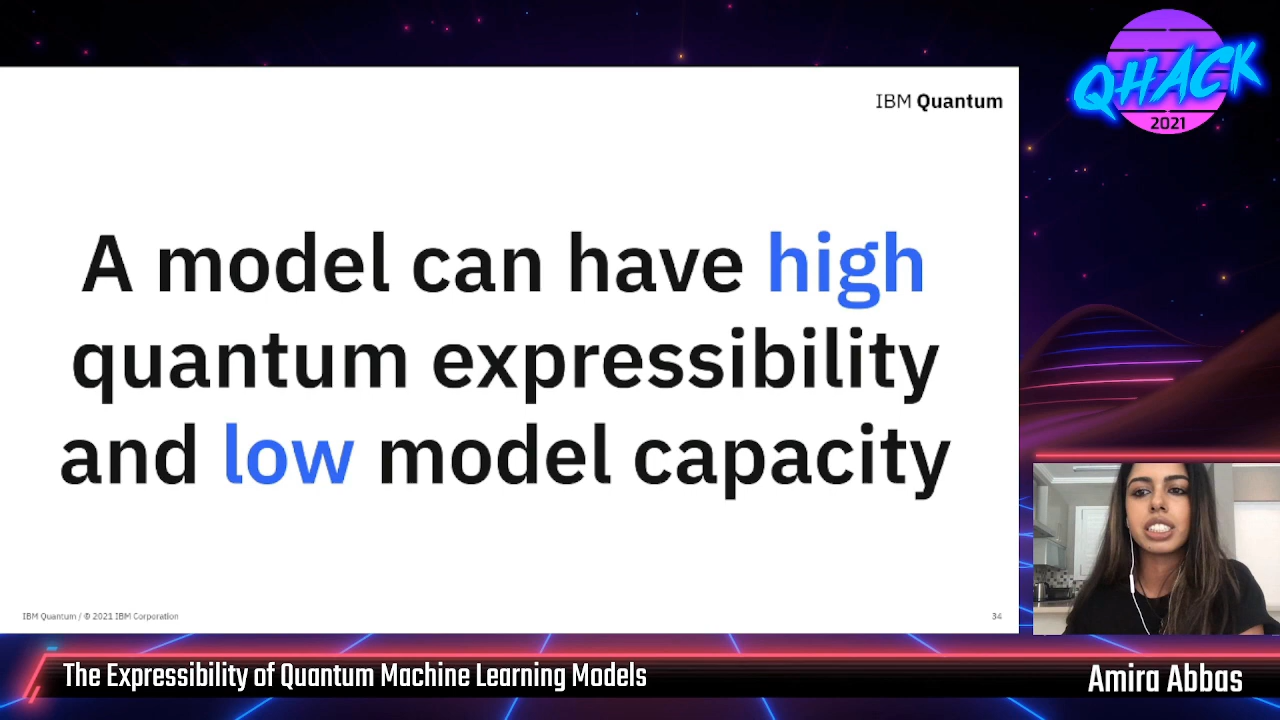 IBM Quantum
QHACK
2021
A model can have high
quantum expressibility
and low model capacity
IBM Quantum / © 2021 IBM Corporation
34
The Expressibility of Quantum Machine Learning Models
Amira Abbas